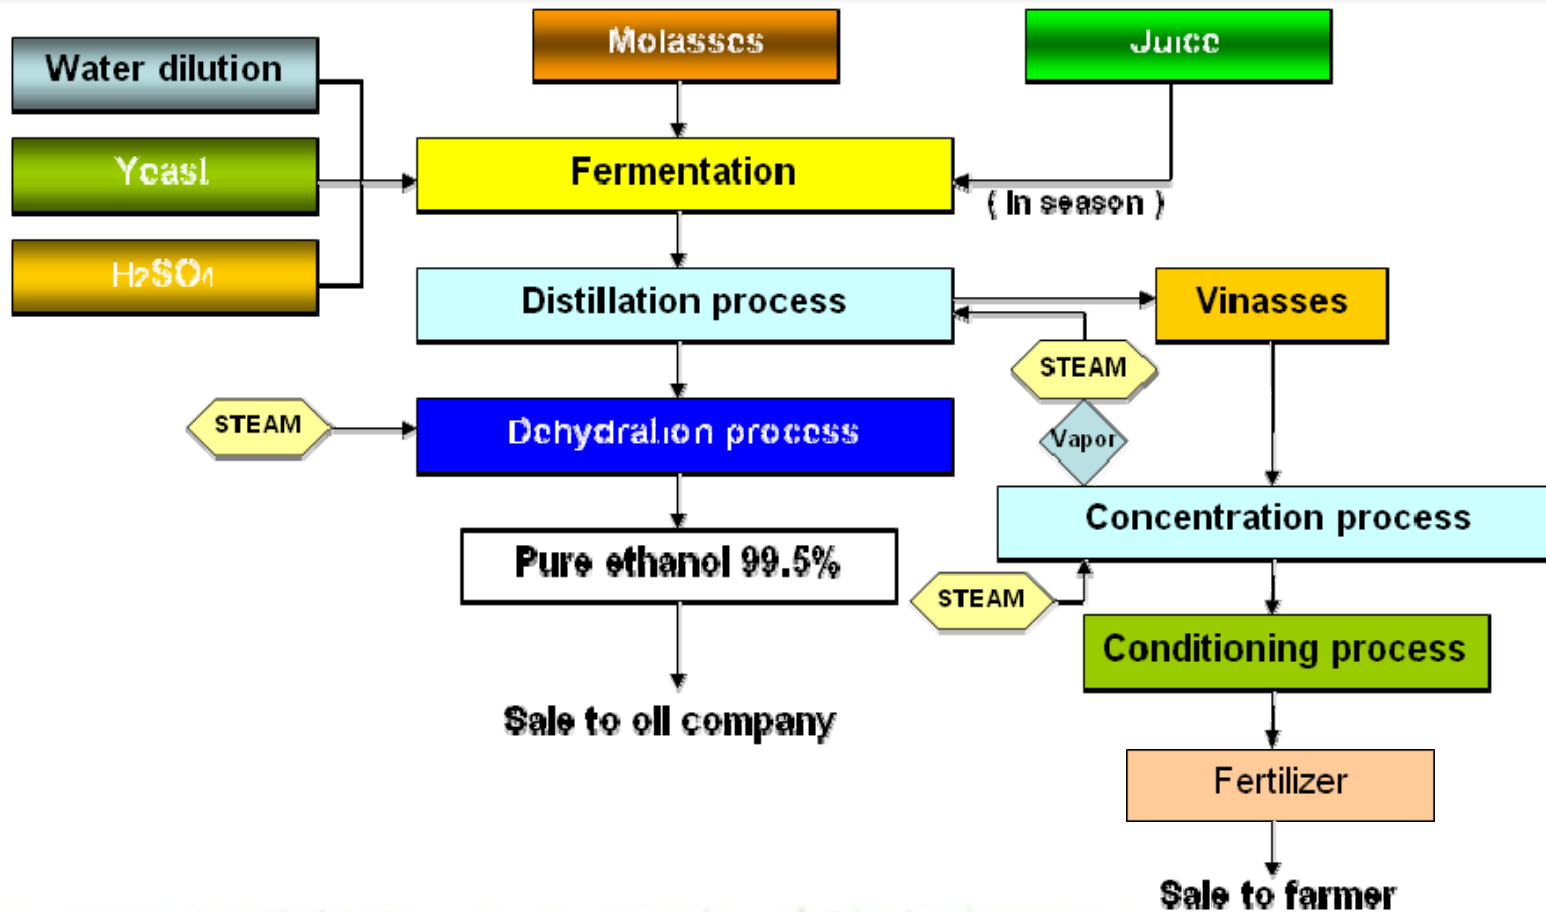 Molasses
Juice
Water dilution
Yeast
Fermentation
( In season )
H2SO4
Distillation process
Vinasses
STEAM
STEAM
Dehydration process
Vapor
Concentration process
Pure ethanol 99.5%
STEAM
Conditioning process
Sale to oil company
Fertilizer
Sale to farmer